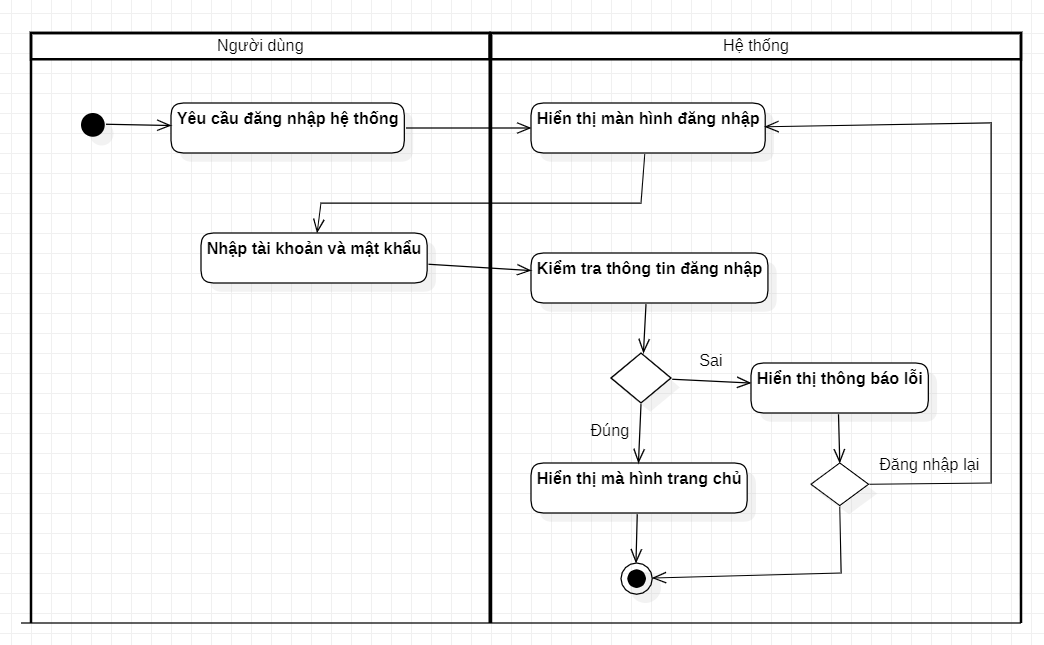 Người dùng
Hệ thống
Yêu cầu đăng nhập hệ thống
Hiển thị màn hình đăng nhập
Nhập tài khoản và mật khẩu
Kiểm tra thông tin đăng nhập
Sai
Hiển thị thông báo lỗi
Đúng
Đăng nhập lại
Hiển thị mà hình trang chủ